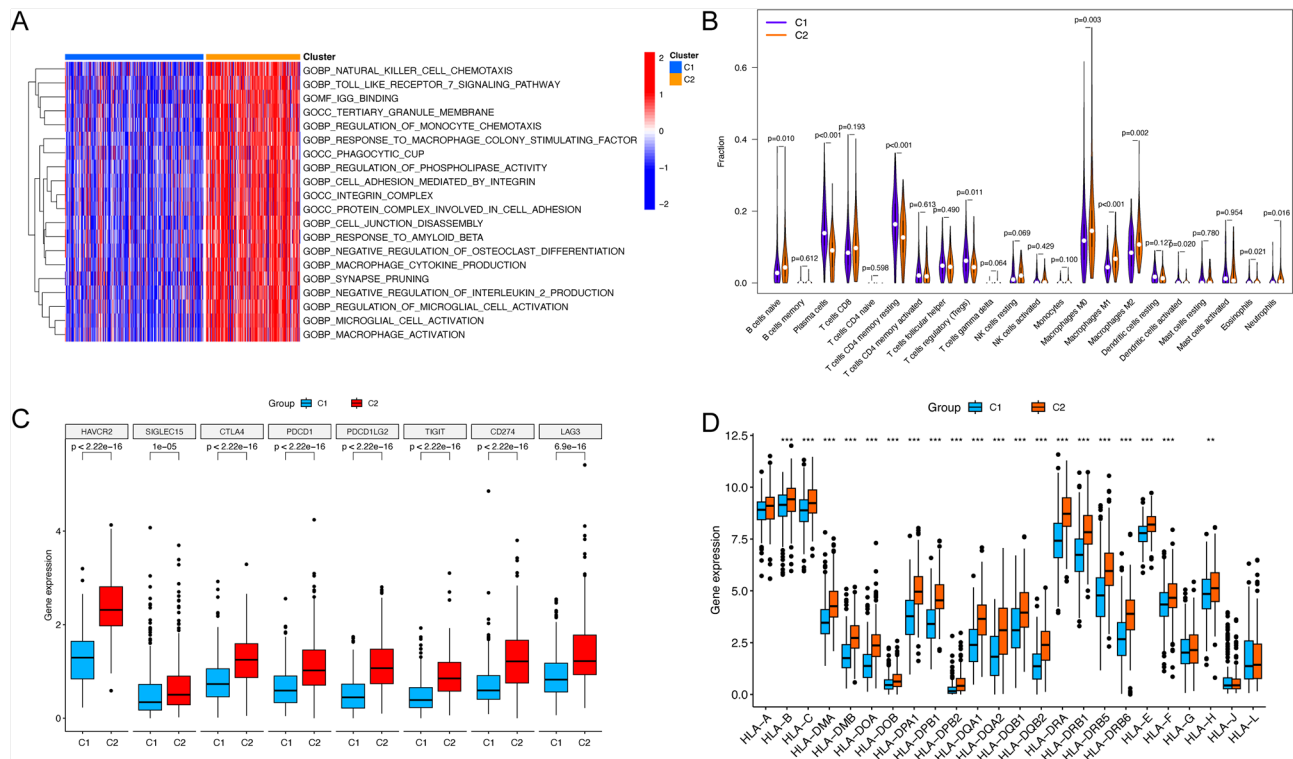 A
Cluster
GOBP_NATURAL_KILLER_CELL_CHEMOTAXIS
GOBP_TOLL_LIKE_RECEPTOR_7_SIGNALING_PATHWAY
GOMF_IGG_BINDING
GOCC_TERTIARY_GRANULE_MEMBRANE
GOBP_REGULATION_OF_MONOCYTE_CHEMOTAXIS
GOBP_RESPONSE_TO_MACROPHAGE_COLONY_STIMULATING_FACTOR
GOCC_PHAGOCYTIC_CUP
GOBP_REGULATION_OF_PHOSPHOLIPASE_ACTIVITY
GOBP_CELL_ADHESION_MEDIATED_BY_INTEGRIN
GOCC_INTEGRIN_COMPLEX
GOCC_PROTEIN_COMPLEX_INVOLVED_IN_CELL_ADHESION
GOBP_CELL_JUNCTION_DISASSEMBLY
GOBP_RESPONSE_TO_AMYLOID_BETA
GOBP_NEGATIVE_REGULATION_OF_OSTEOCLAST_DIFFERENTIATION
GOBP_MACROPHAGE_CYTOKINE_PRODUCTION
GOBP_SYNAPSE_PRUNING
GOBP_NEGATIVE_REGULATION_OF_INTERLEUKIN_2_PRODUCTION
GOBP_REGULATION_OF_MICROGLIAL_CELL_ACTIVATION
GOBP_MICROGLIAL_CELL_ACTIVATION
GOBP_MACROPHAGE_ACTIVATION
2
1
0
−1
−2
Cluster
C1
C2
B
C1
C2
Fraction
0.6
0.4
0.2
0.0
p=0.010
p=0.612
p<0.001
p=0.193
p=0.598
p<0.001
p=0.613
p=0.490
p=0.011
p=0.064
p=0.069
p=0.429
p=0.100
p=0.003
p<0.001
p=0.002
p=0.127
p=0.020
p=0.780
p=0.954
p=0.021
p=0.016
B cells naive
B cells memory
Plasma cells
T cells CD8
T cells CD4 naive
T cells CD4 memory resting
T cells CD4 memory activated
T cells follicular helper
T cells regulatory (Tregs)
T cells gamma delta
NK cells resting
NK cells activated
Monocytes
Macrophages M0
Macrophages M1
Macrophages M2
Dendritic cells resting
Dendritic cells activated
Mast cells resting
Mast cells activated
Eosinophils
Neutrophils
C
Group C1 C2
HAVCR2 SIGLEC15 CTLA4 PDCD1 PDCD1LG2 TIGIT CD274 LAG3
p < 2.22e−16 1e−05 p < 2.22e−16 p < 2.22e−16 p < 2.22e−16 p < 2.22e−16 p < 2.22e−16 6.9e−16
Gene expression
4
2
0
C1 C2 C1 C2 C1 C2 C1 C2 C1 C2 C1 C2 C1 C2 C1 C2
D
Group C1 C2
Gene expression
12.5
10.0
7.5
5.0
2.5
0.0
*** *** *** *** *** *** *** *** *** *** *** *** *** *** *** *** *** *** *** **
HLA−A
HLA−B
HLA−C
HLA−DMA
HLA−DMB
HLA−DOA
HLA−DOB
HLA−DPA1
HLA−DPB1
HLA−DPB2
HLA−DQA1
HLA−DQA2
HLA−DQB1
HLA−DQB2
HLA−DRA
HLA−DRB1
HLA−DRB5
HLA−DRB6
HLA−E
HLA−F
HLA−G
HLA−H
HLA−J
HLA−L